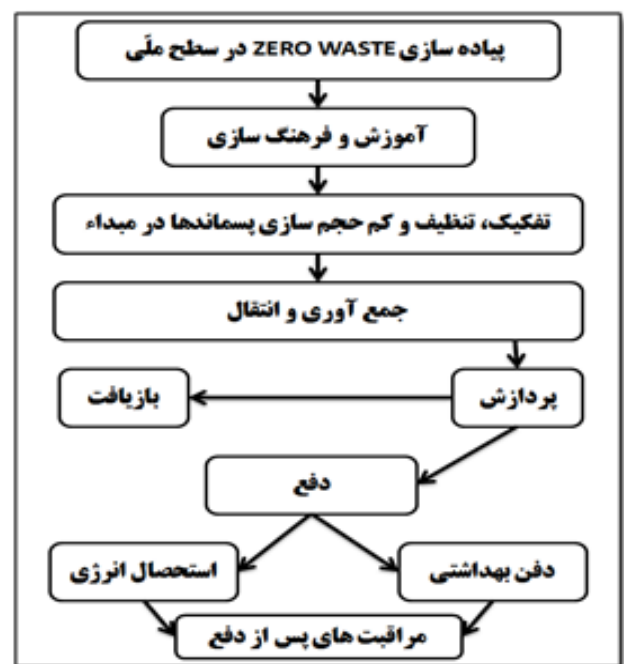 پیاده سازی ZERO WASTE در سطح ملّی
آموزش و فرهنگ سازی
تفکیک، تنظیف و کم حجم سازی پسماندها در مبداء
جمع آوری و انتقال
پردازش
بازیافت
دفع
دفن بهداشتی
استحصال انرژی
مراقبت های پس از دفع